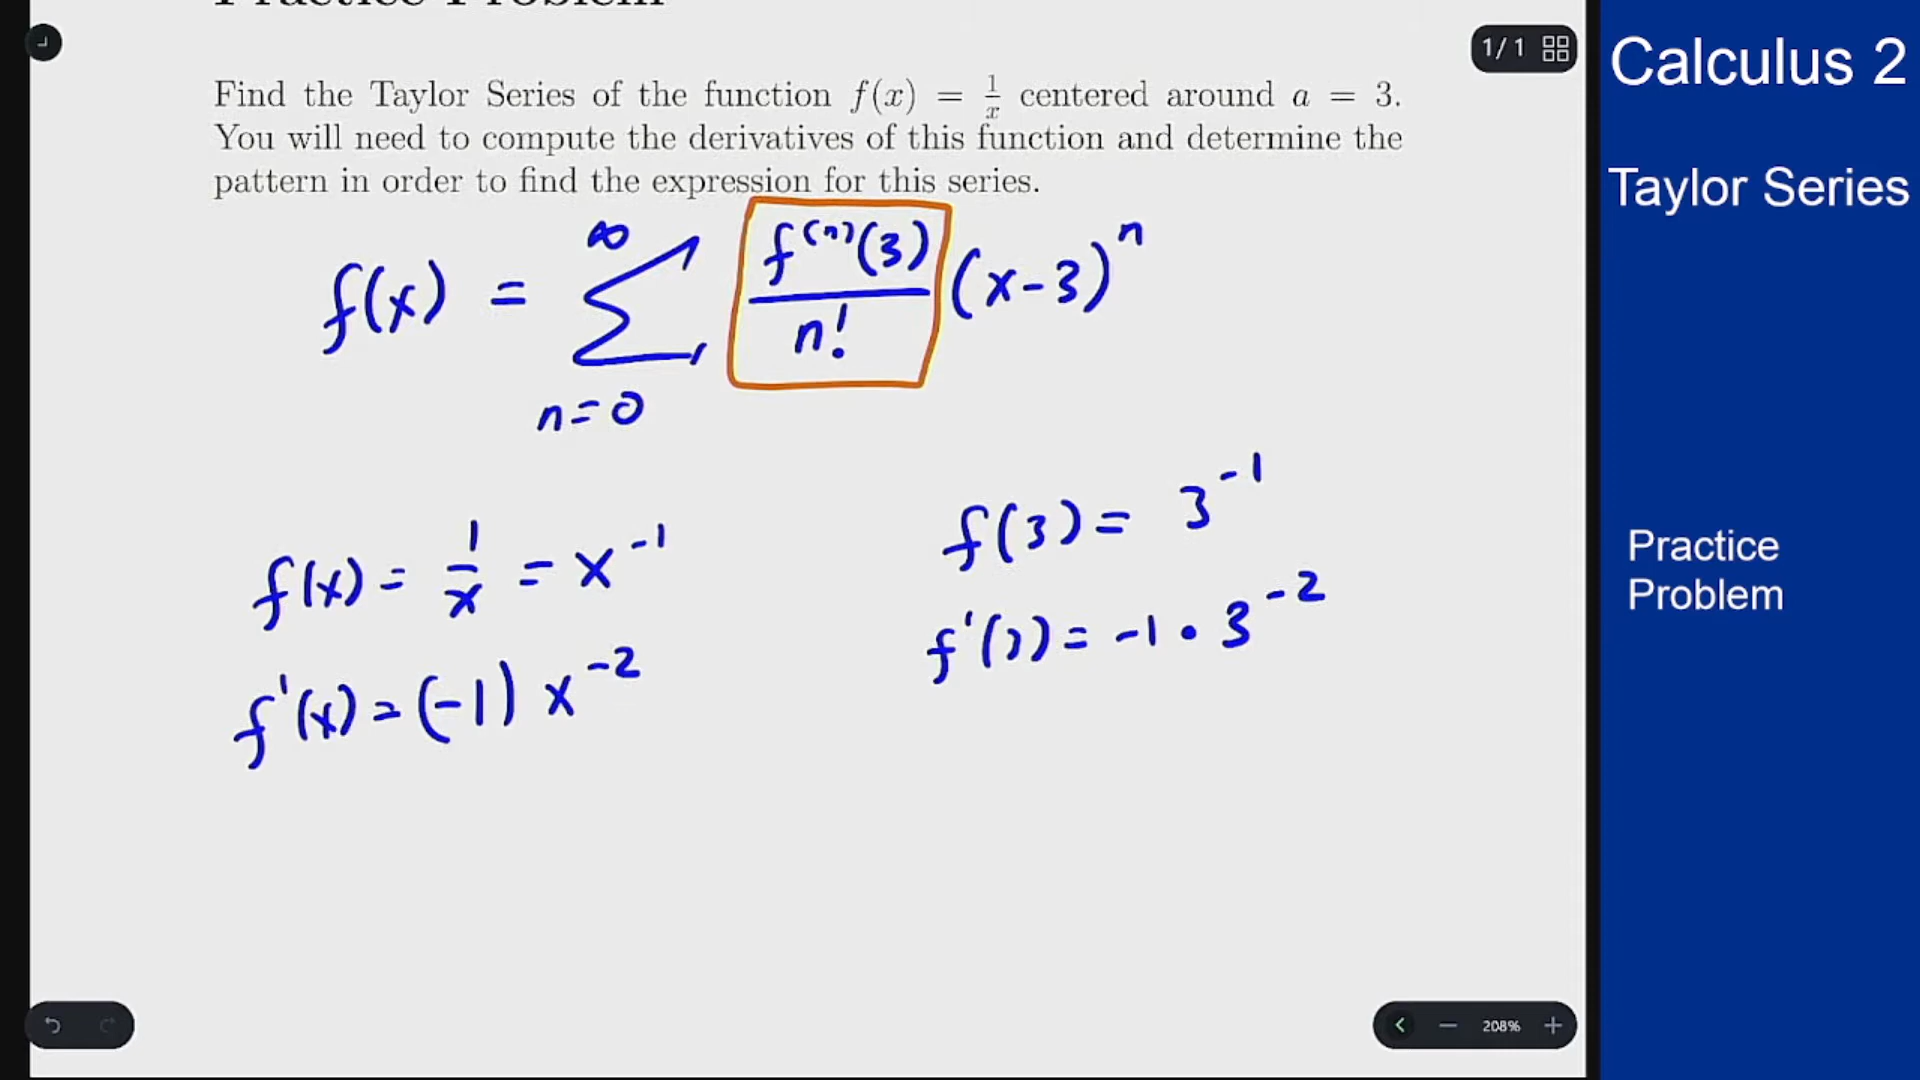 Practice Problem
1/1
Calculus 2
Find the Taylor Series of the function f(x) = 1/x centered around a = 3.
You will need to compute the derivatives of this function and determine the
pattern in order to find the expression for this series.
Taylor Series
f(x) = ∑_{n=0}^{∞} f^{(n)}(3)/n! (x-3)^n
f(x) = 1/x = x^{-1}
f(3) = 3^{-1}
f'(x) = (-1) x^{-2}
f'(3) = -1 • 3^{-2}
Practice
Problem
208%